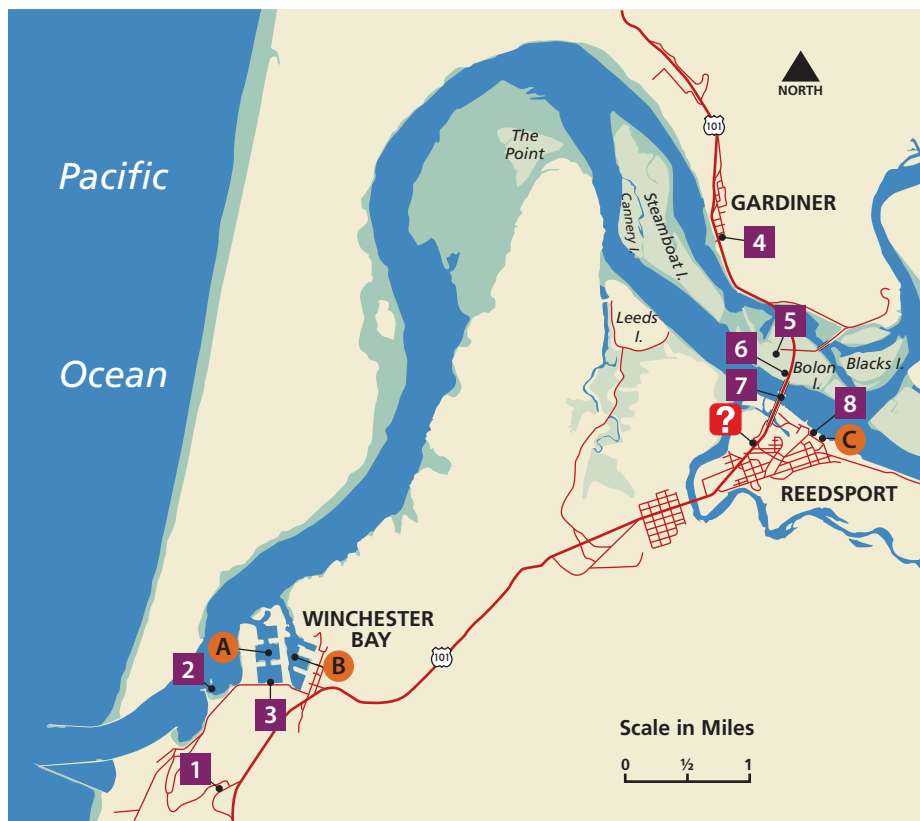 NORTH
101
The
Point
Pacific
Cannery I.
Steamboat I.
GARDINER
4
Leeds
I.
5
Ocean
6
Bolon
I.
Blacks I.
7
8
?
C
REEDSPORT
WINCHESTER
BAY
A
B
101
2
3
Scale in Miles
1
0 ½ 1